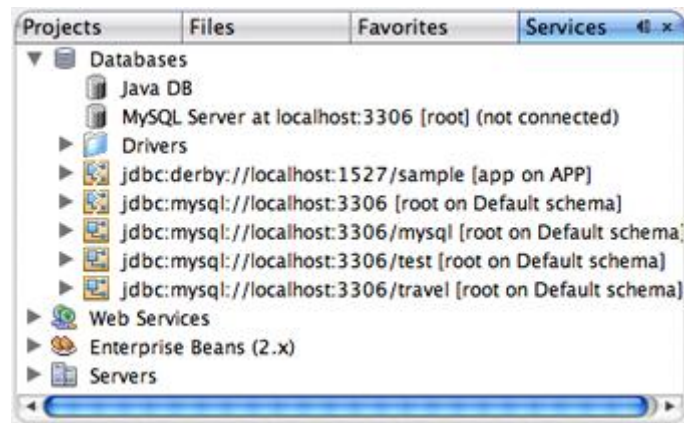 Projects Files Favorites Services
Databases
Java DB
MySQL Server at localhost:3306 [root] (not connected)
Drivers
jdbc:derby://localhost:1527/sample [app on APP]
jdbc:mysql://localhost:3306 [root on Default schema]
jdbc:mysql://localhost:3306/mysql [root on Default schema]
jdbc:mysql://localhost:3306/test [root on Default schema]
jdbc:mysql://localhost:3306/travel [root on Default schema]
Web Services
Enterprise Beans (2.x)
Servers